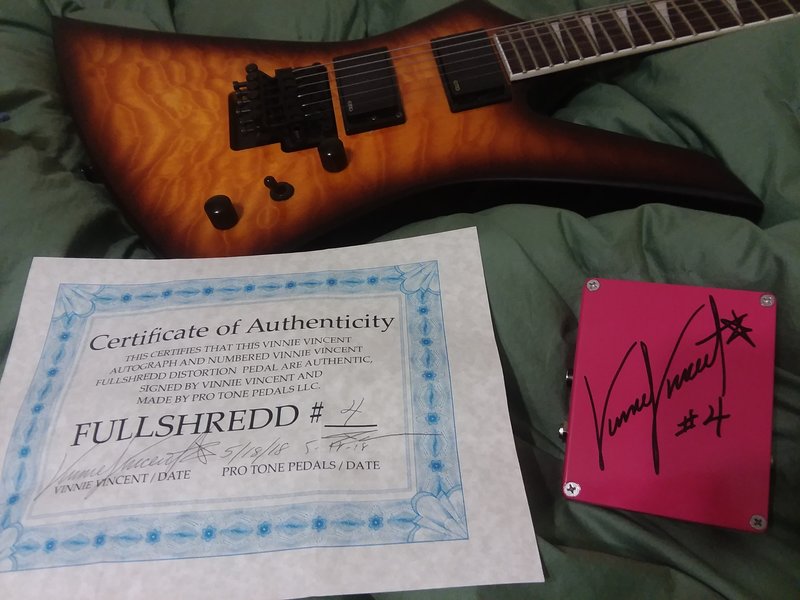 Certificate of Authenticity
THIS CERTIFIES THAT THIS VINNIE VINCENT
AUTOGRAPH AND NUMBERED VINNIE VINCENT
FULLSHREDD DISTORTION PEDAL ARE AUTHENTIC,
SIGNED BY VINNIE VINCENT AND
MADE BY PRO TONE PEDALS LLC.
FULLSHREDD # 4
Vinnie Vincent 5/18/18
VINNIE VINCENT / DATE PRO TONE PEDALS / DATE
Vinnie Vincent
#4